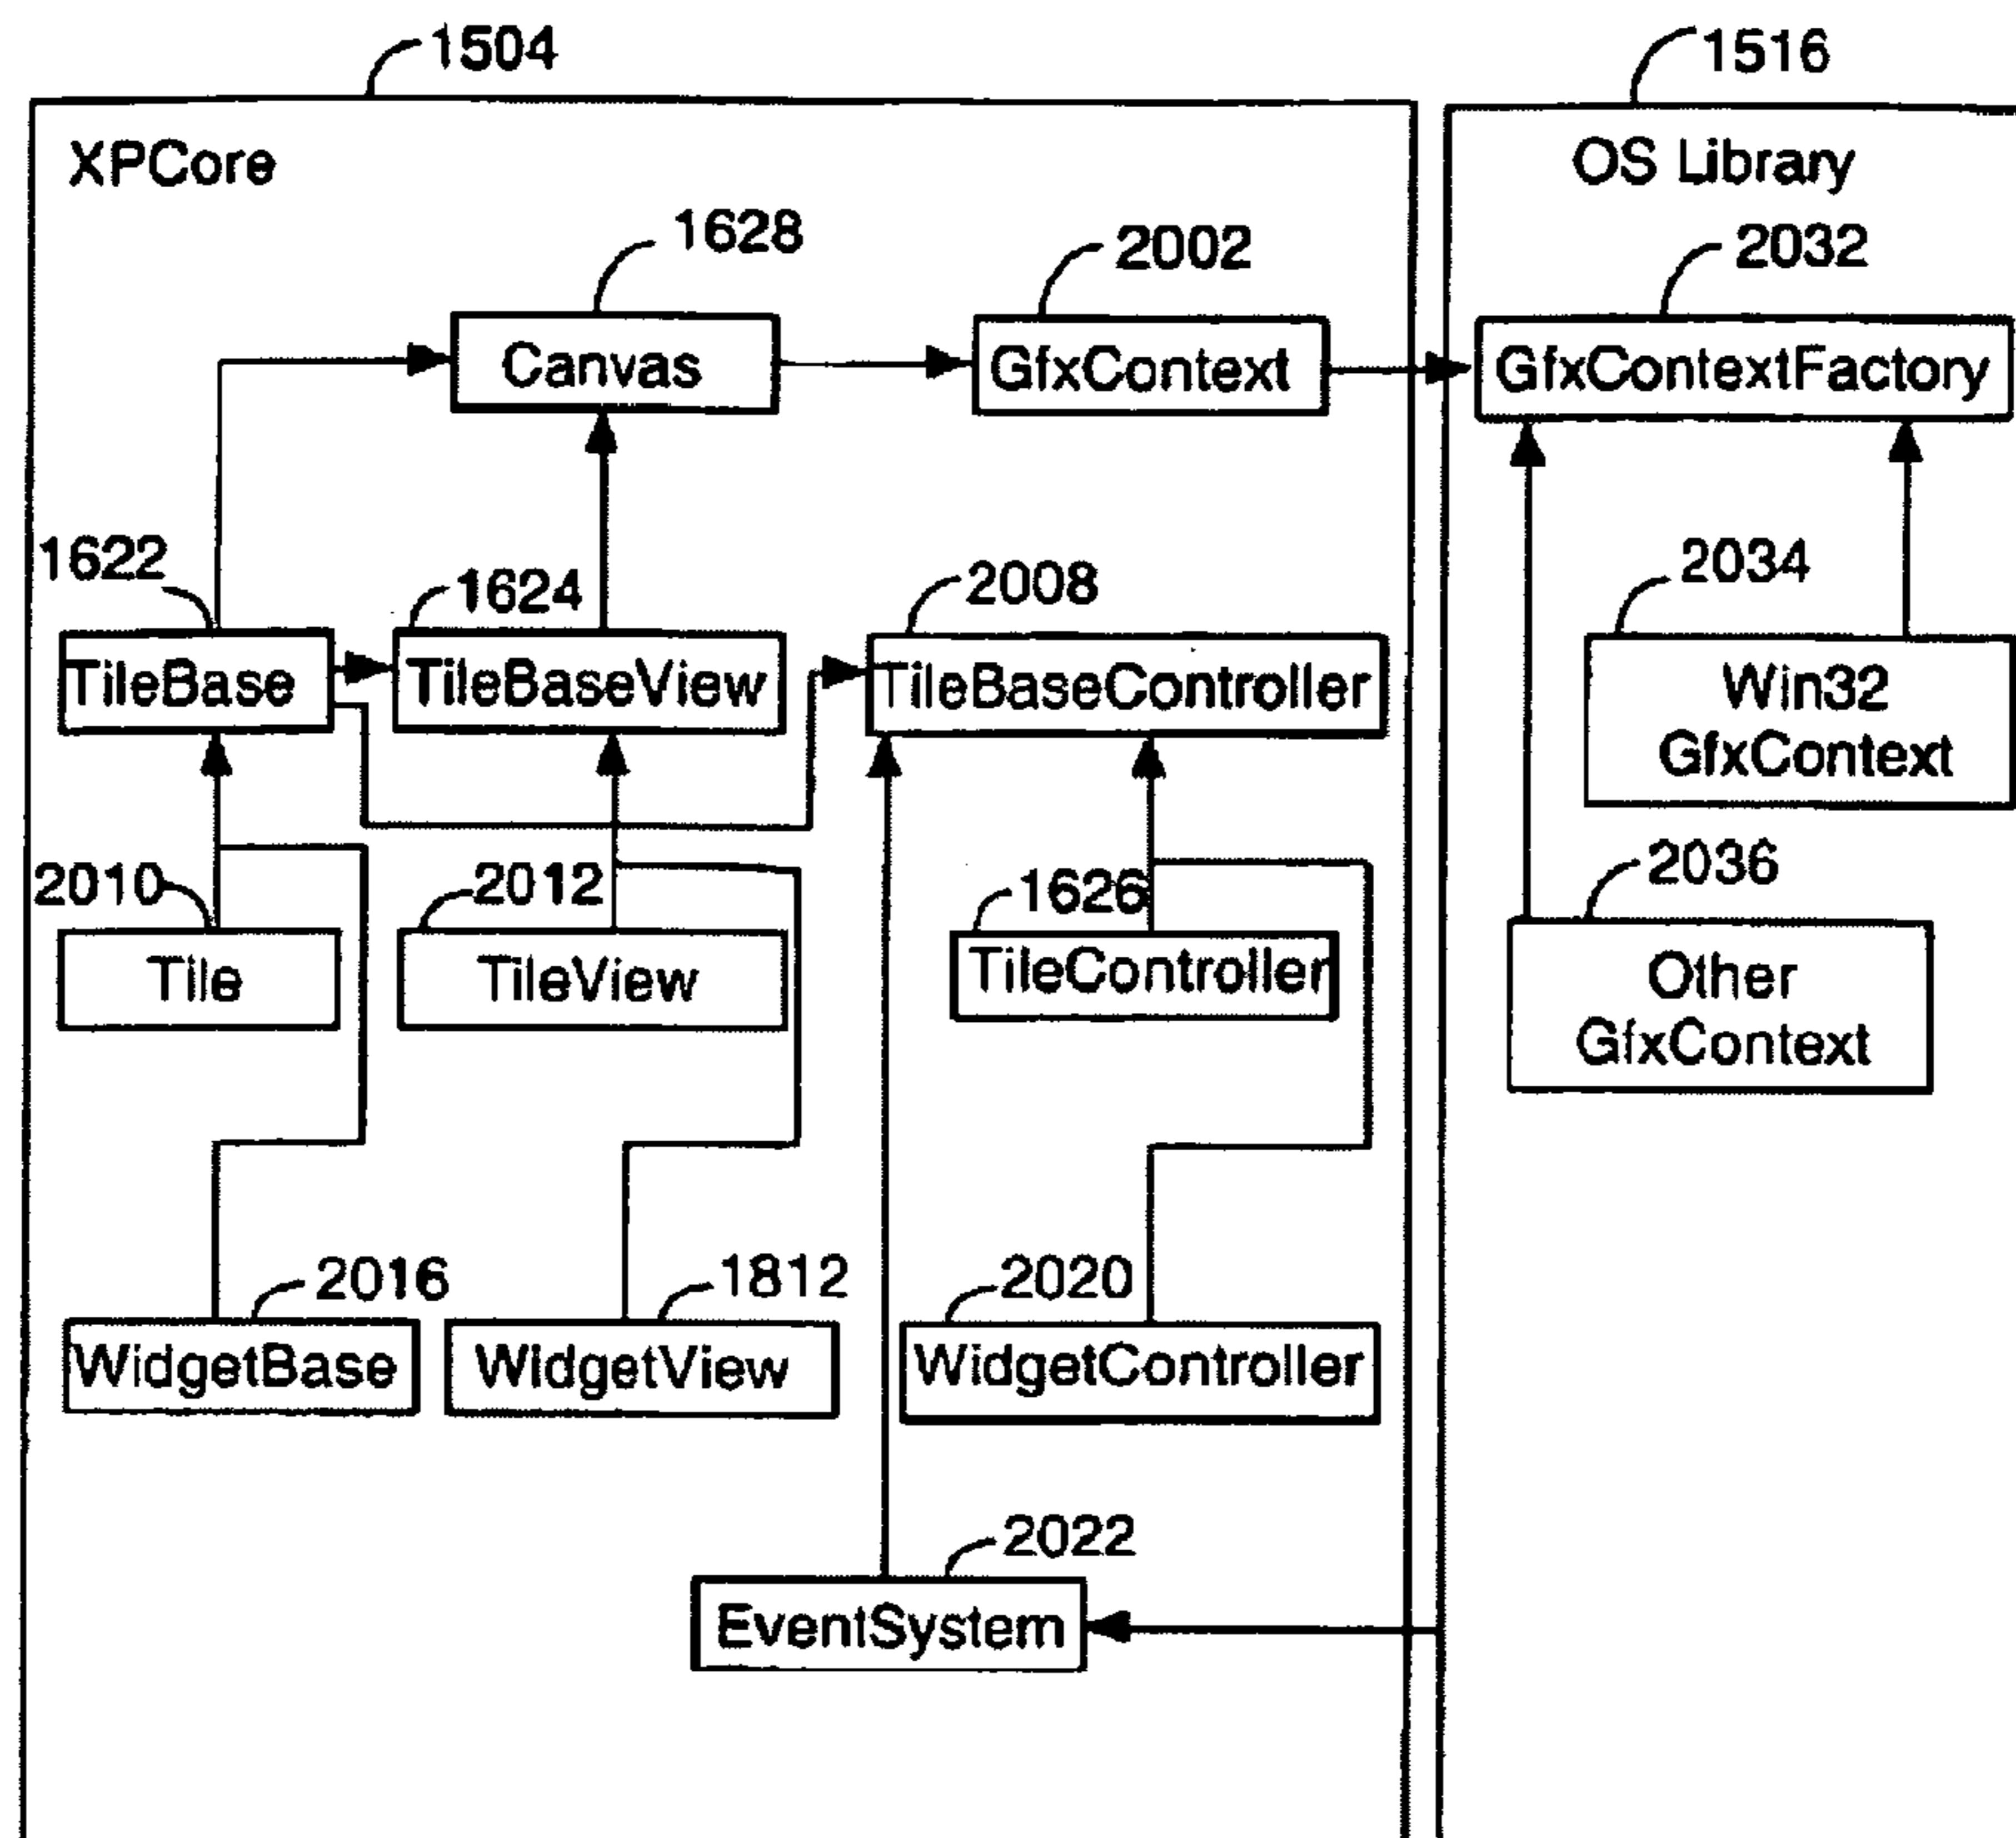 1504
1516
XPCore
OS Library
1628
2002
2032
Canvas
GfxContext
GfxContextFactory
1622
1624
2008
2034
TileBase
TileBaseView
TileBaseController
Win32
GfxContext
2010
2012
1626
2036
Tile
TileView
TileController
Other
GfxContext
2016
1812
2020
WidgetBase
WidgetView
WidgetController
2022
EventSystem